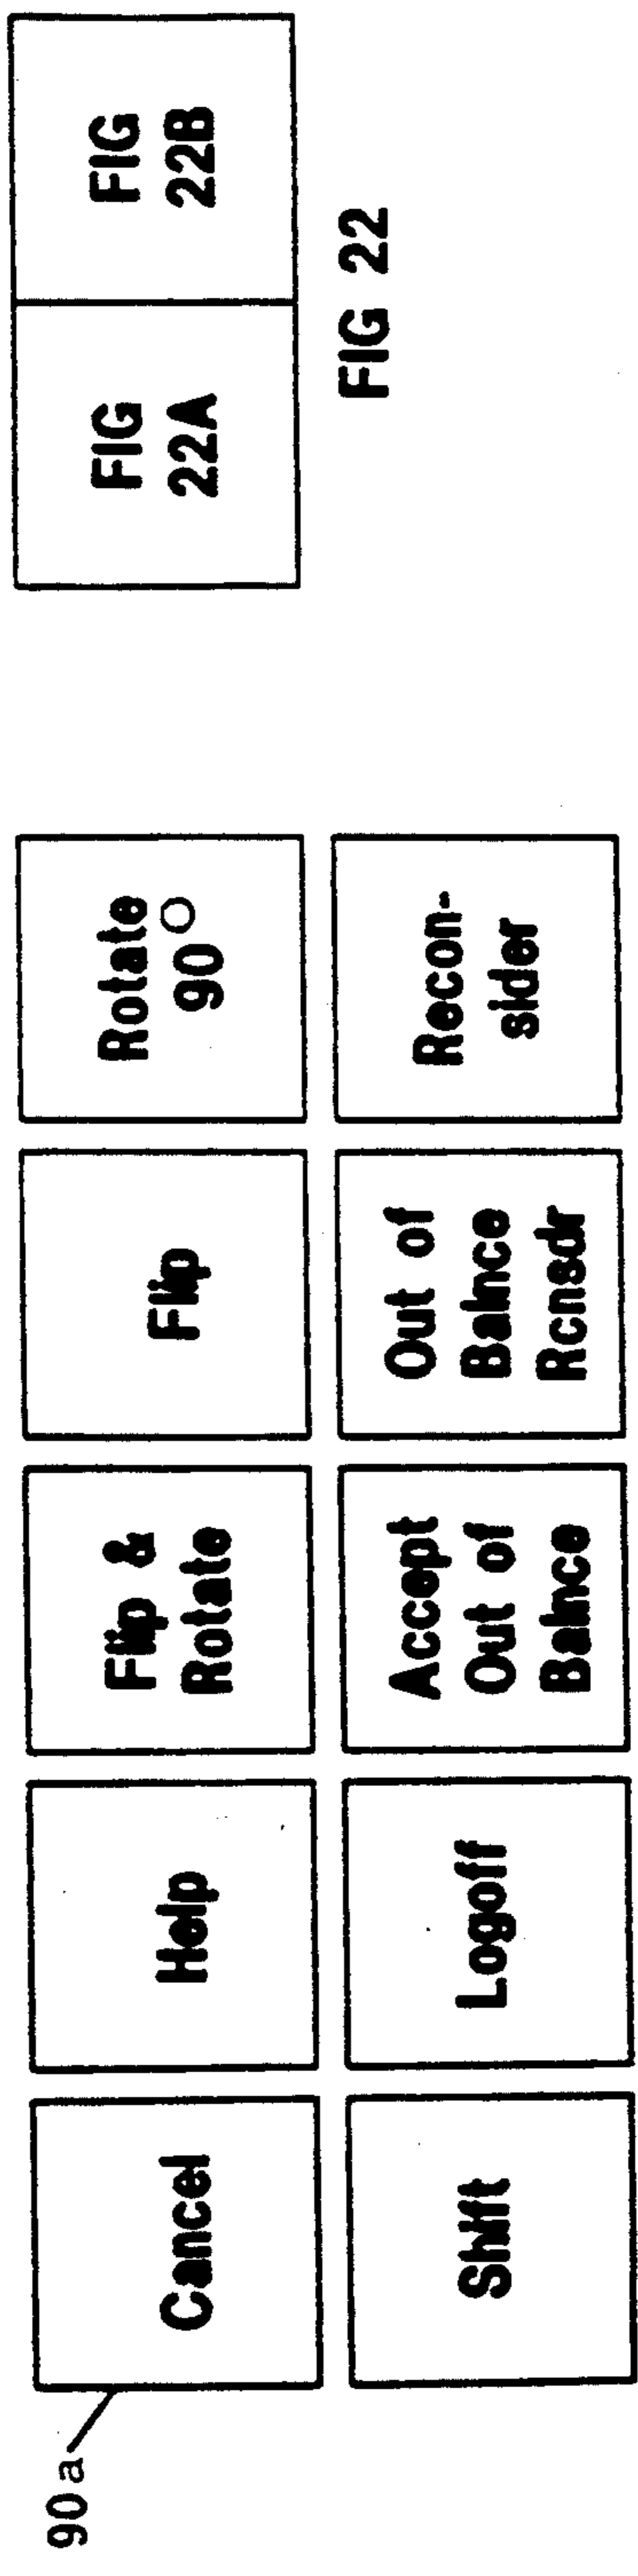 90a
Cancel
Help
Flip &
Rotate
Flip
Rotate
90°
Shift
Logoff
Accept
Out of
Balnce
Out of
Balnce
Rcnsdr
Recon-
sider
FIG
22A
FIG
22B
FIG 22